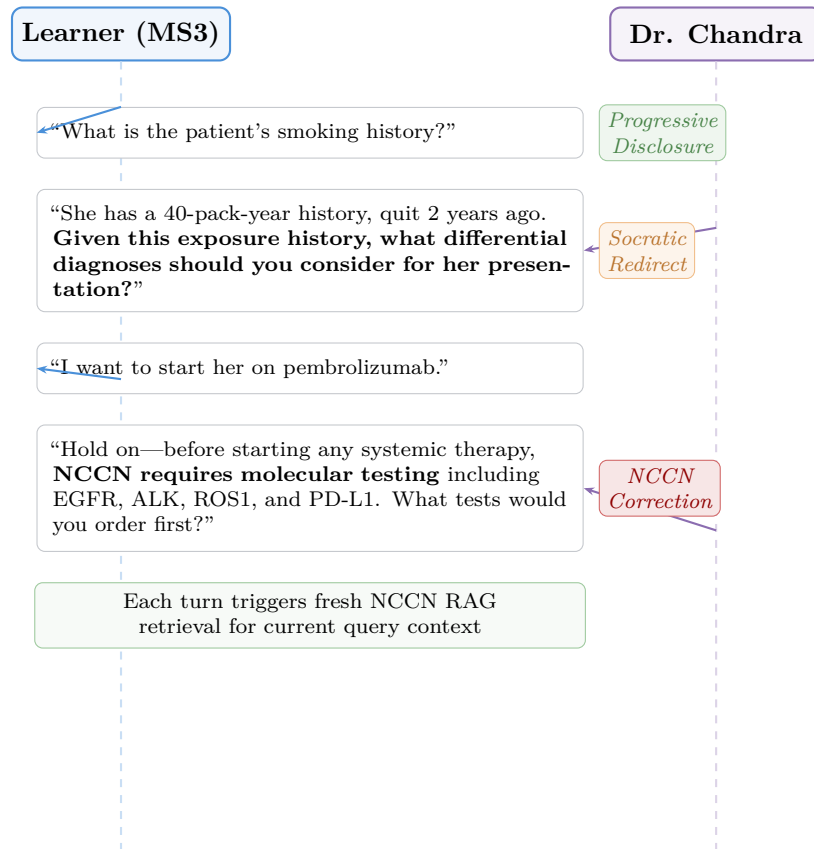 Learner (MS3)
Dr. Chandra
“What is the patient’s smoking history?”
Progressive
Disclosure
“She has a 40-pack-year history, quit 2 years ago.
Given this exposure history, what differential
diagnoses should you consider for her presen-
tation?”
Socratic
Redirect
“I want to start her on pembrolizumab.”
“Hold on—before starting any systemic therapy,
NCCN requires molecular testing including
EGFR, ALK, ROS1, and PD-L1. What tests would
you order first?”
NCCN
Correction
Each turn triggers fresh NCCN RAG
retrieval for current query context